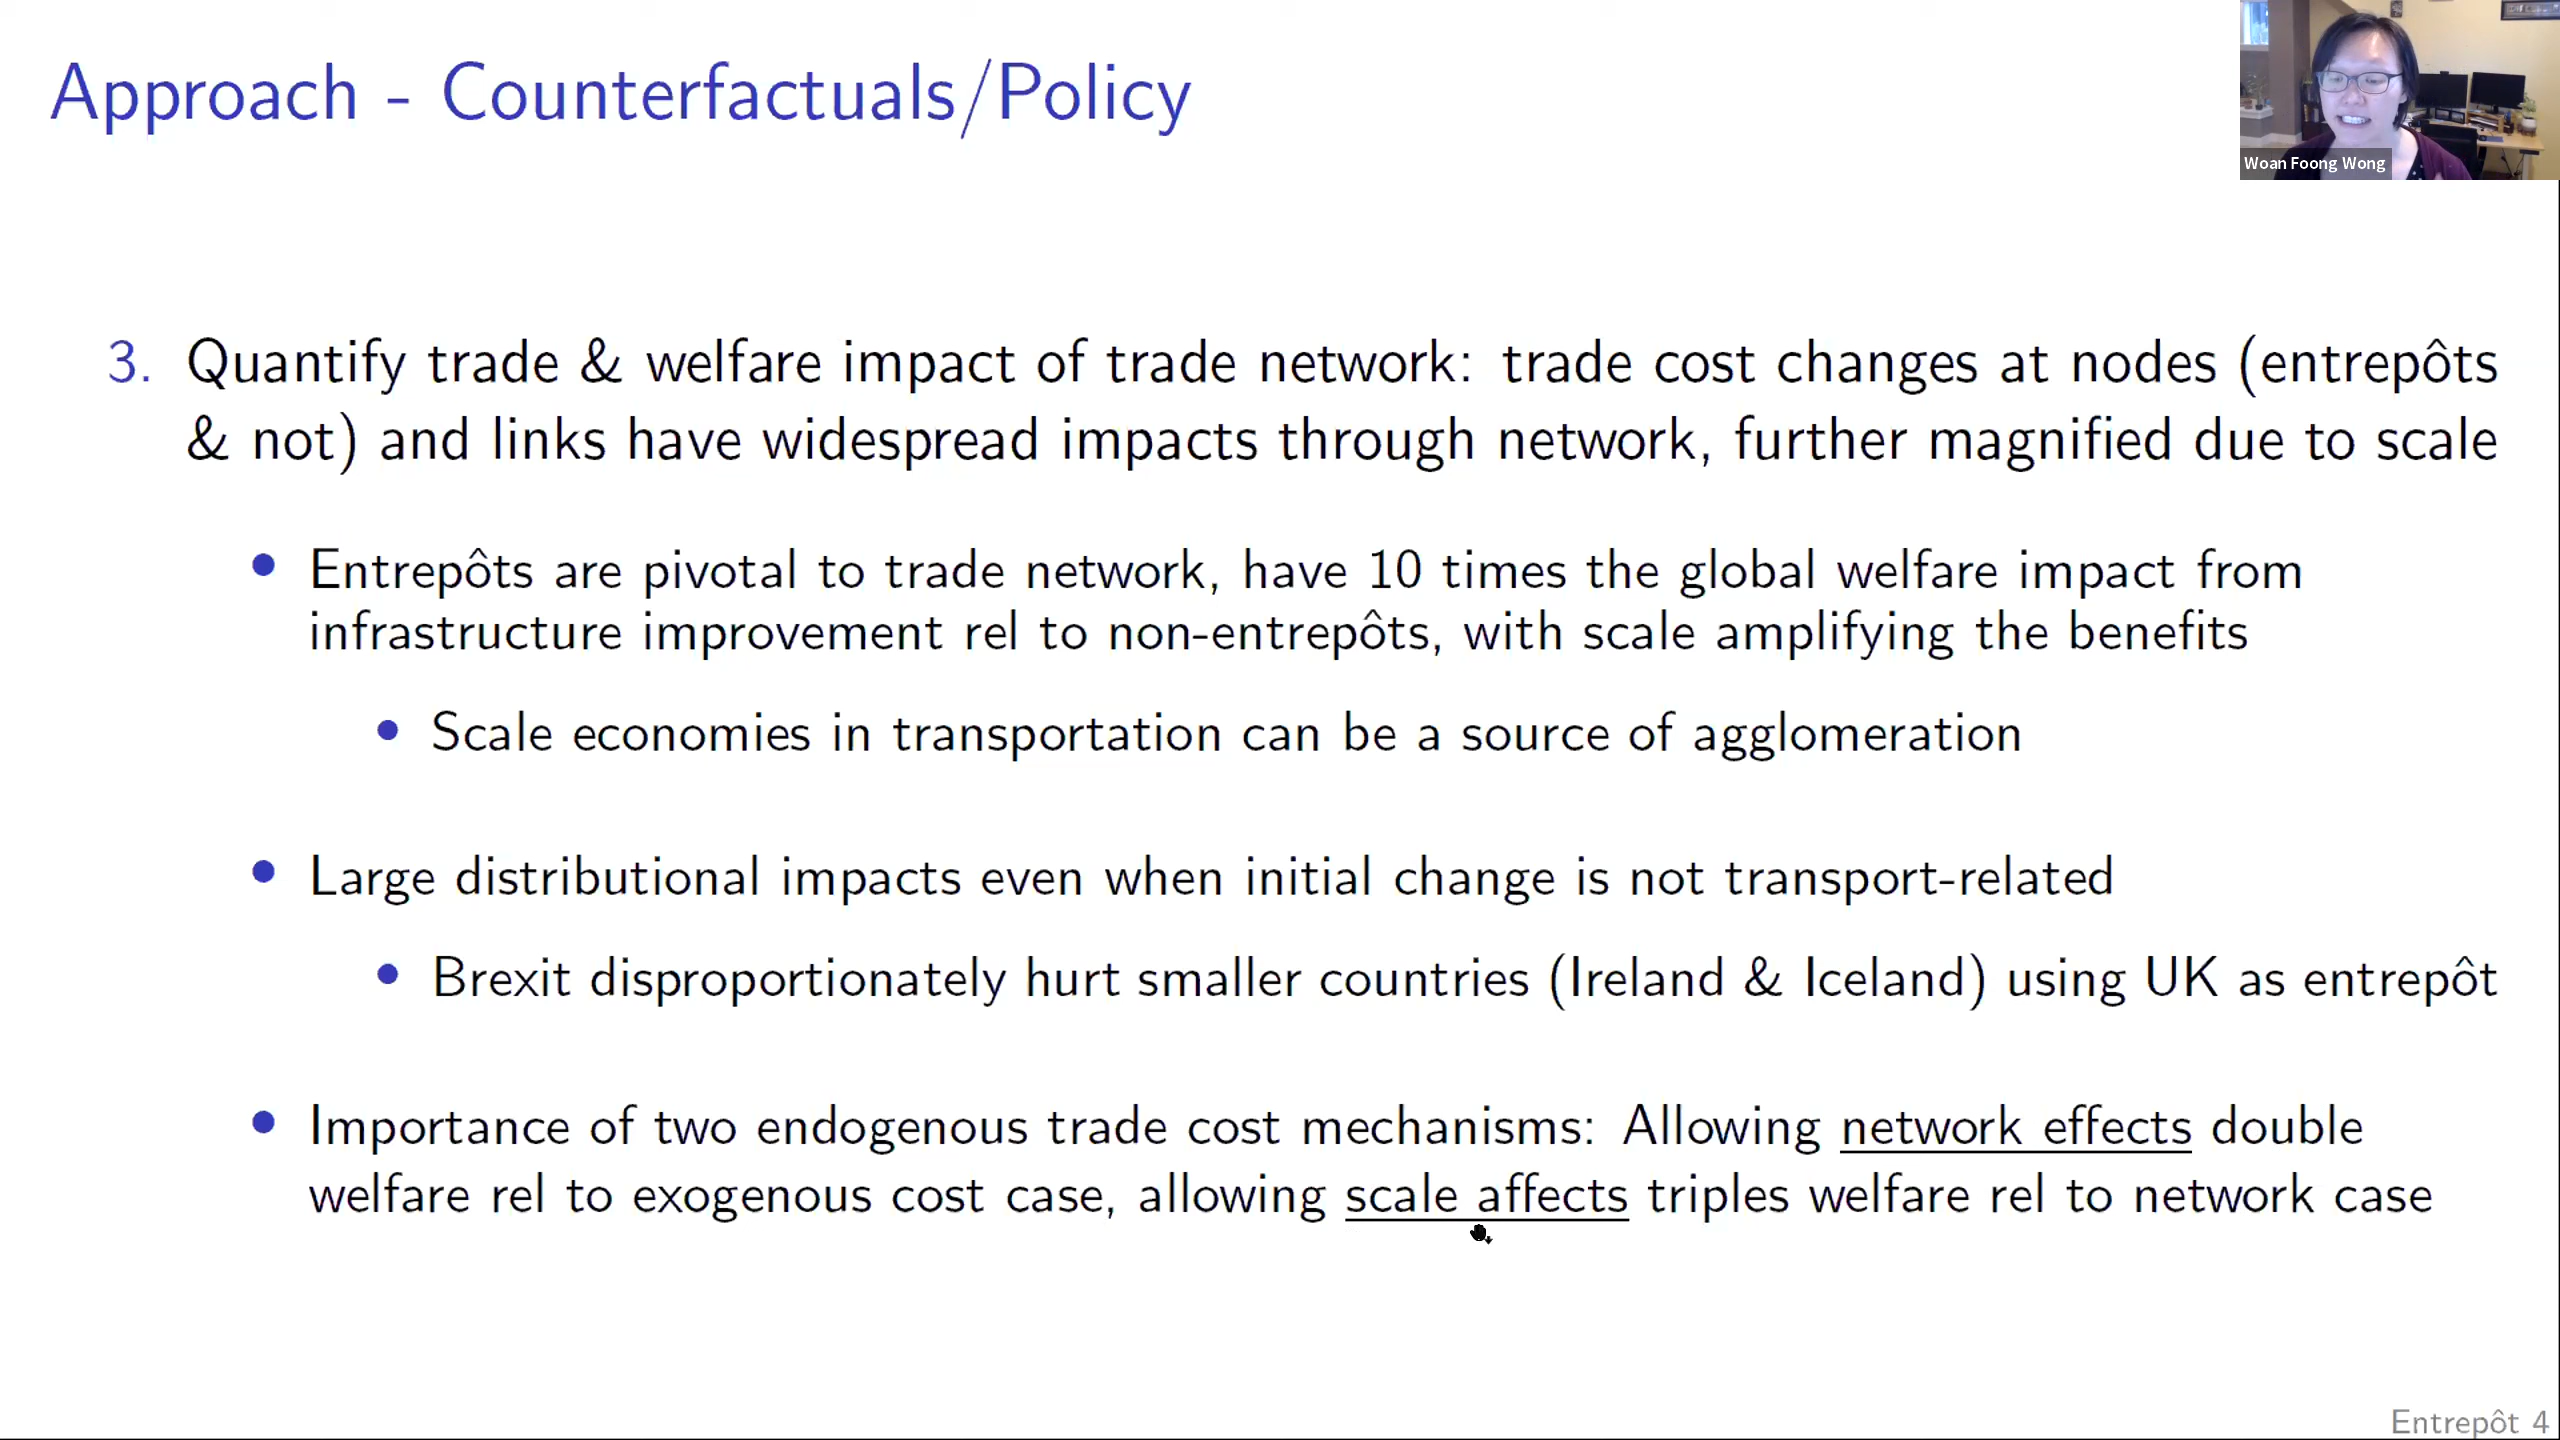 Approach - Counterfactuals/Policy
Woan Foong Wong
3. Quantify trade & welfare impact of trade network: trade cost changes at nodes (entrepôts
& not) and links have widespread impacts through network, further magnified due to scale
• Entrepôts are pivotal to trade network, have 10 times the global welfare impact from
infrastructure improvement rel to non-entrepôts, with scale amplifying the benefits
• Scale economies in transportation can be a source of agglomeration
• Large distributional impacts even when initial change is not transport-related
• Brexit disproportionately hurt smaller countries (Ireland & Iceland) using UK as entrepôt
• Importance of two endogenous trade cost mechanisms: Allowing network effects double
welfare rel to exogenous cost case, allowing scale affects triples welfare rel to network case
Entrepôt 4